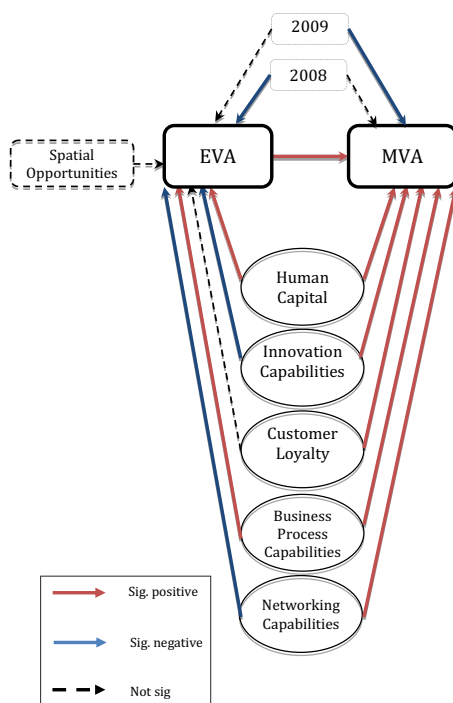 2009
2008
Spatial
Opportunities
EVA
MVA
Human
Capital
Innovation
Capabilities
Customer
Loyalty
Business
Process
Capabilities
Networking
Capabilities
Sig. positive
Sig. negative
Not sig